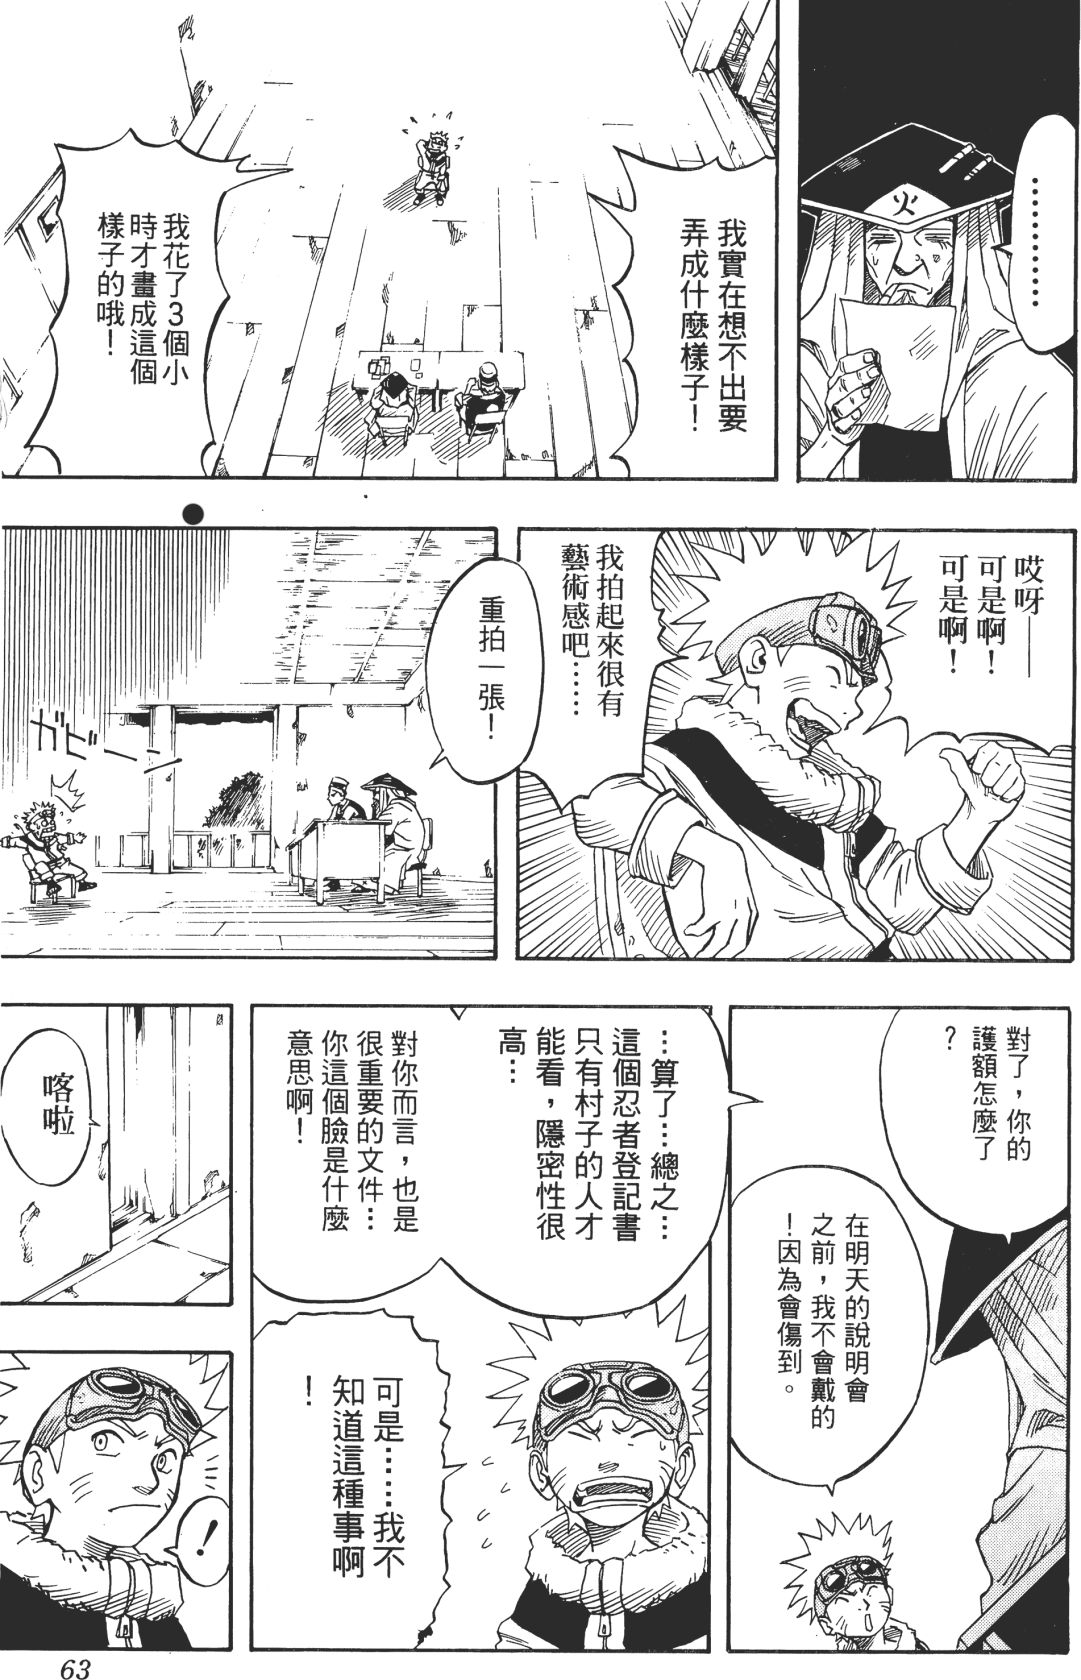 …………
火
我實在想不出要
弄成什麼樣子！
我花了3個小
時才畫成這個
樣子的哦！
哎呀——
可是啊！
可是啊！
我拍起來很有
藝術感吧……
重拍一張！
ガビーーン
對了，你的
護額怎麼了
？
在明天的說明會
之前，我不會戴的
！因為會傷到。
…算了…總之…
這個忍者登記書
只有村子的人才
能看，隱密性很
高…
對你而言，也是
很重要的文件…
你這個臉是什麼
意思啊！
可是……我不
知道這種事啊
！
喀啦
！
63